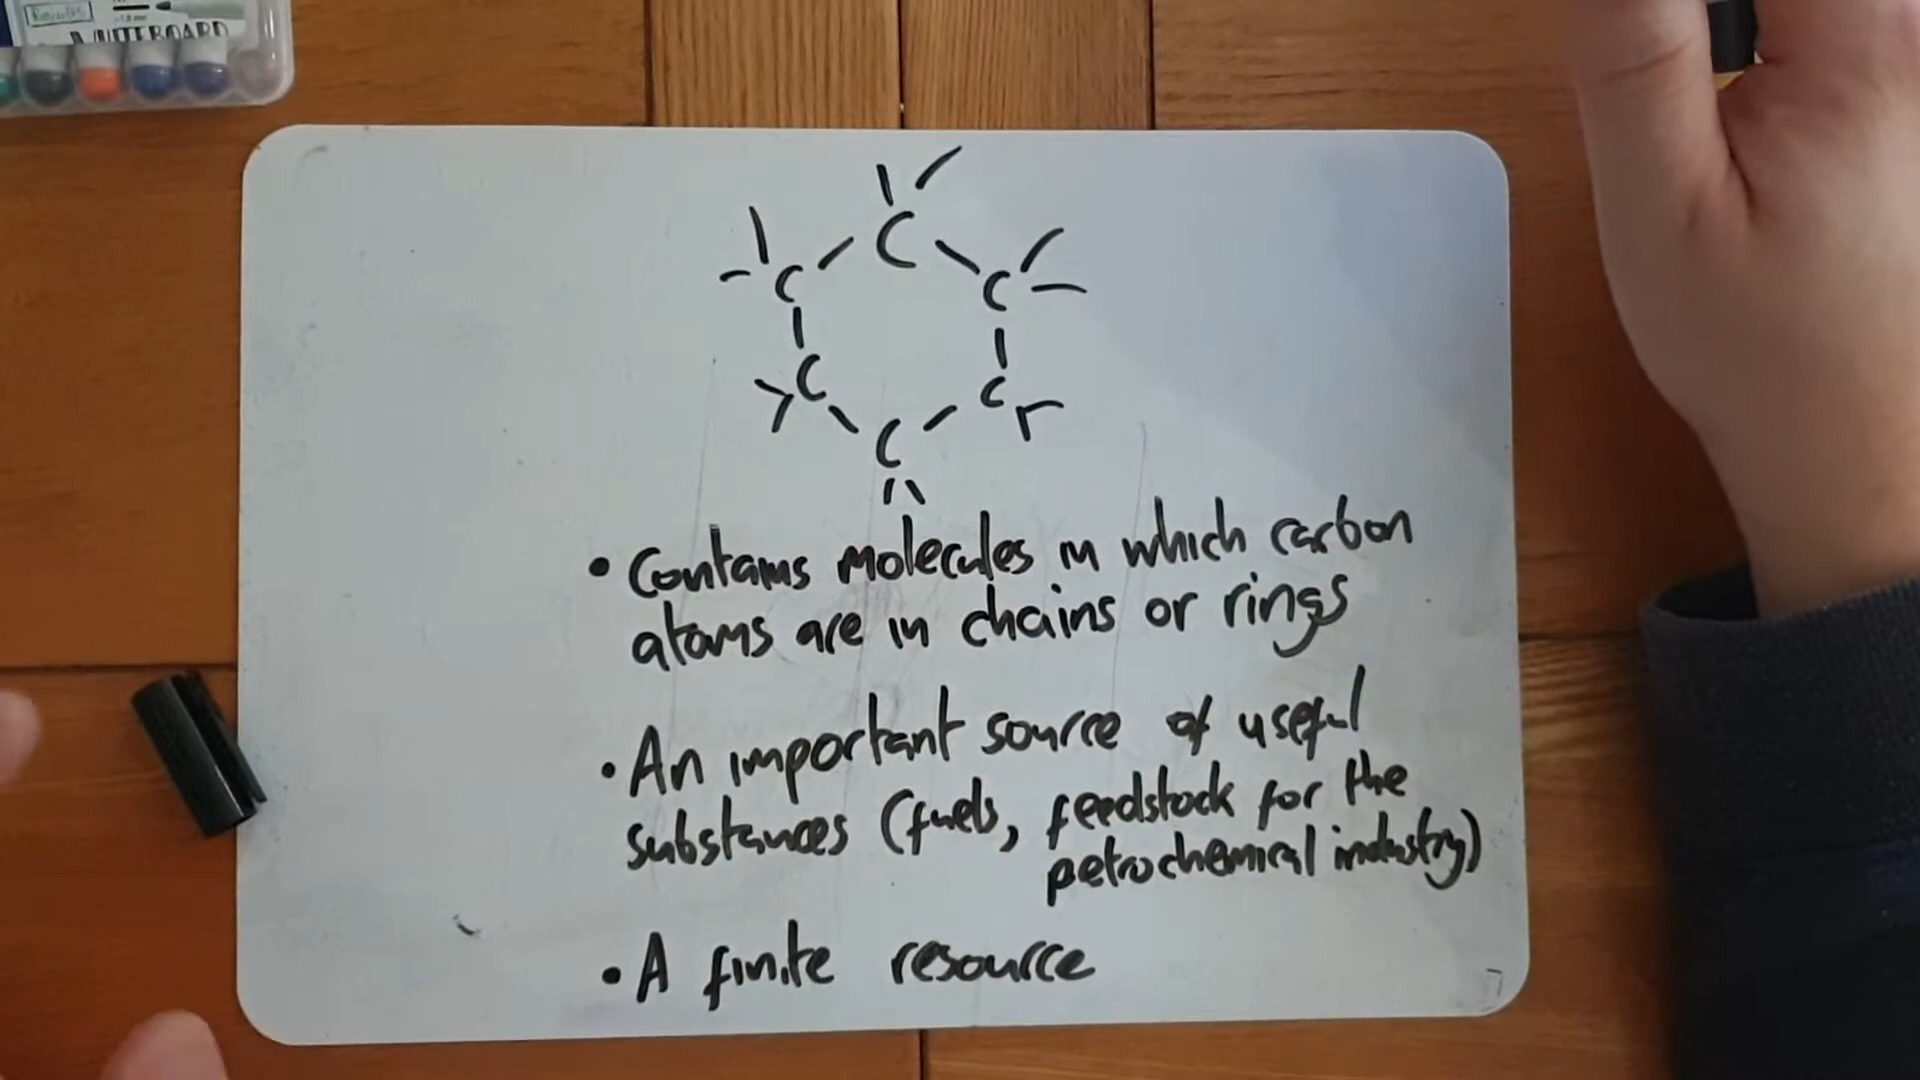 WHITEBOARD
C
C
C
C
C
C
• Contains molecules in which carbon
atoms are in chains or rings
• An important source of useful
substances (fuels, feedstock for the
petrochemical industry)
• A finite resource